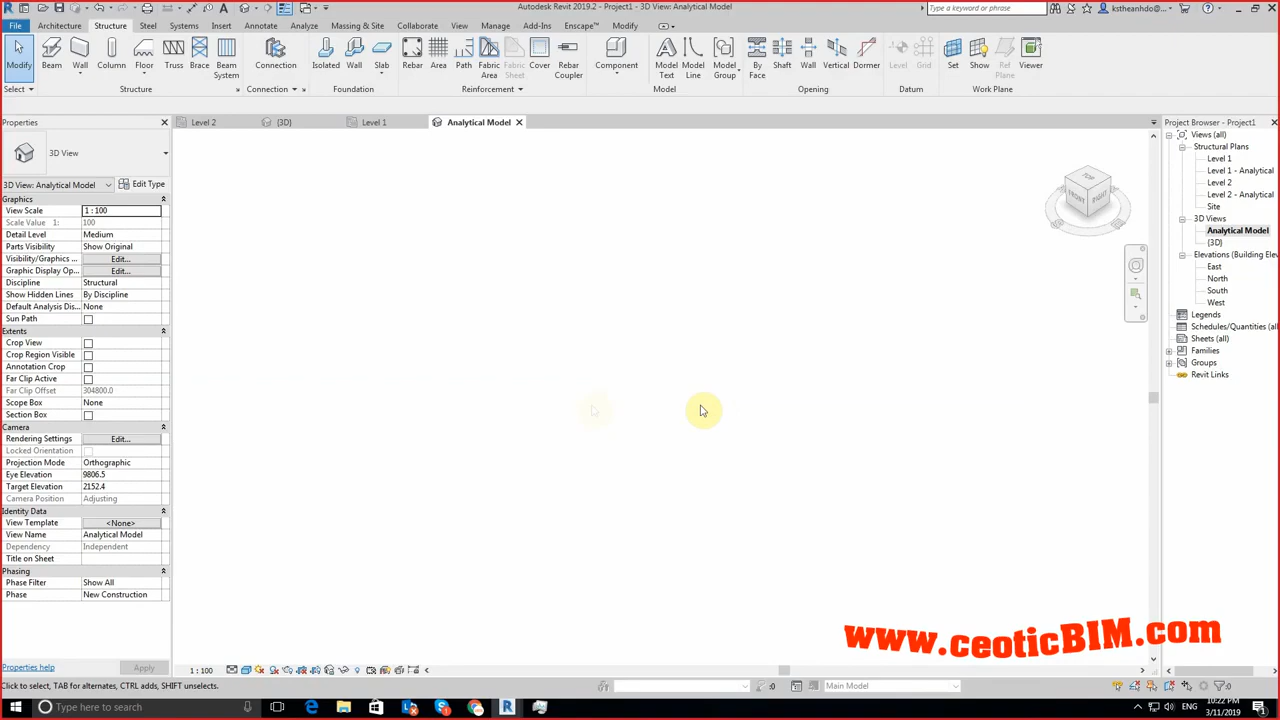 Autodesk Revit 2019.2 - Project1 - 3D View: Analytical Model
Type a keyword or phrase
kstheanhdo@...
File Architecture Structure Steel Systems Insert Annotate Analyze Massing & Site Collaborate View Manage Add-Ins Enscape™ Modify
Modify Beam Wall Column Floor Truss Brace Beam System Connection Isolated Wall Slab Rebar Area Path Fabric Area Fabric Sheet Cover Rebar Coupler Component Model Text Model Line Model Group By Face Shaft Wall Vertical Dormer Level Grid Set Show Ref Plane Viewer
Select Structure Connection Foundation Reinforcement Model Opening Datum Work Plane
Properties
Level 2 (3D) Level 1 Analytical Model
Project Browser - Project1
3D View
3D View: Analytical Model Edit Type
Graphics
View Scale 1 : 100
Scale Value 1: 100
Detail Level Medium
Parts Visibility Show Original
Visibility/Graphics ... Edit...
Graphic Display Op... Edit...
Discipline Structural
Show Hidden Lines By Discipline
Default Analysis Dis... None
Sun Path
Extents
Crop View
Crop Region Visible
Annotation Crop
Far Clip Active
Far Clip Offset 304800.0
Scope Box None
Section Box
Camera
Rendering Settings Edit...
Locked Orientation
Projection Mode Orthographic
Eye Elevation 9806.5
Target Elevation 2152.4
Camera Position Adjusting
Identity Data
View Template <None>
View Name Analytical Model
Dependency Independent
Title on Sheet
Phasing
Phase Filter Show All
Phase New Construction
Properties help Apply
TOP
FRONT RIGHT
Views (all)
Structural Plans
Level 1
Level 1 - Analytical
Level 2
Level 2 - Analytical
Site
3D Views
Analytical Model
(3D)
Elevations (Building Ele
East
North
South
West
Legends
Schedules/Quantities (all
Sheets (all)
Families
Groups
Revit Links
www.ceoticBIM.com
1 : 100
Click to select, TAB for alternates, CTRL adds, SHIFT unselects.
:0 Main Model :0
Type here to search
10:22 PM
3/11/2019